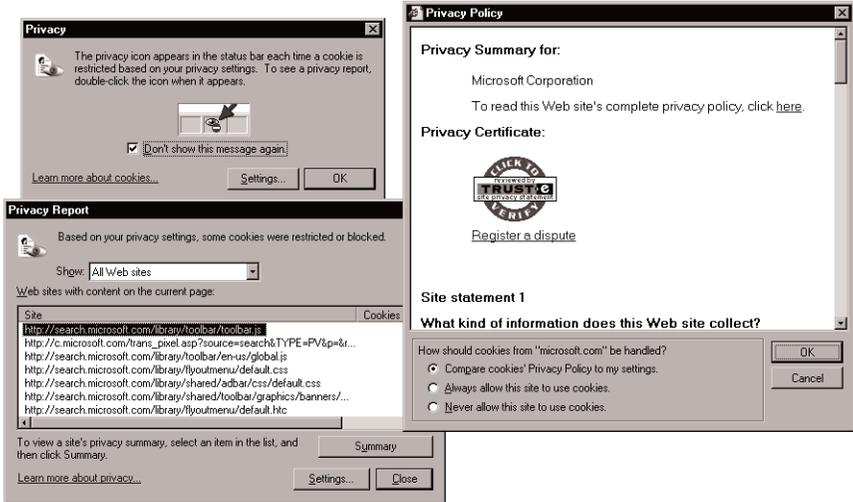 Privacy
The privacy icon appears in the status bar each time a cookie is
restricted based on your privacy settings. To see a privacy report,
double-click the icon when it appears.
Don't show this message again.
Learn more about cookies...
Settings...
OK
Privacy Report
Based on your privacy settings, some cookies were restricted or blocked.
Show: All Web sites
Web sites with content on the current page:
Site Cookies
http://search.microsoft.com/library/toolbar/toolbar.js
http://c.microsoft.com/trans_pixel.asp?source=search&TYPE=PV&p=&r...
http://search.microsoft.com/library/toolbar/en-us/global.js
http://search.microsoft.com/library/flyoutmenu/default.css
http://search.microsoft.com/library/shared/adbar/css/default.css
http://search.microsoft.com/library/shared/toolbar/graphics/banners/...
http://search.microsoft.com/library/flyoutmenu/default.htc
To view a site's privacy summary, select an item in the list, and
then click Summary.
Summary
Learn more about privacy...
Settings...
Close
Privacy Policy
Privacy Summary for:
Microsoft Corporation
To read this Web site's complete privacy policy, click here.
Privacy Certificate:
CLICK TO
reviewed by
TRUSTe
site privacy statement
VERIFY
Register a dispute
Site statement 1
What kind of information does this Web site collect?
How should cookies from "microsoft.com" be handled?
Compare cookies' Privacy Policy to my settings.
Always allow this site to use cookies.
Never allow this site to use cookies.
OK
Cancel